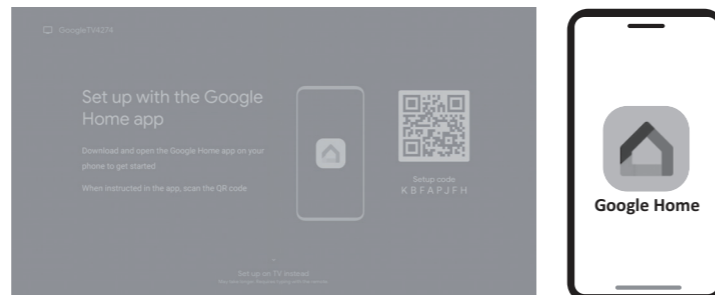 GoogleTV4274
Set up with the Google
Home app
Download and open the Google Home app on your
phone to get started
When instructed in the app, scan the QR code
Setup code
KBFAPJFH
Set up on TV instead
Google Home